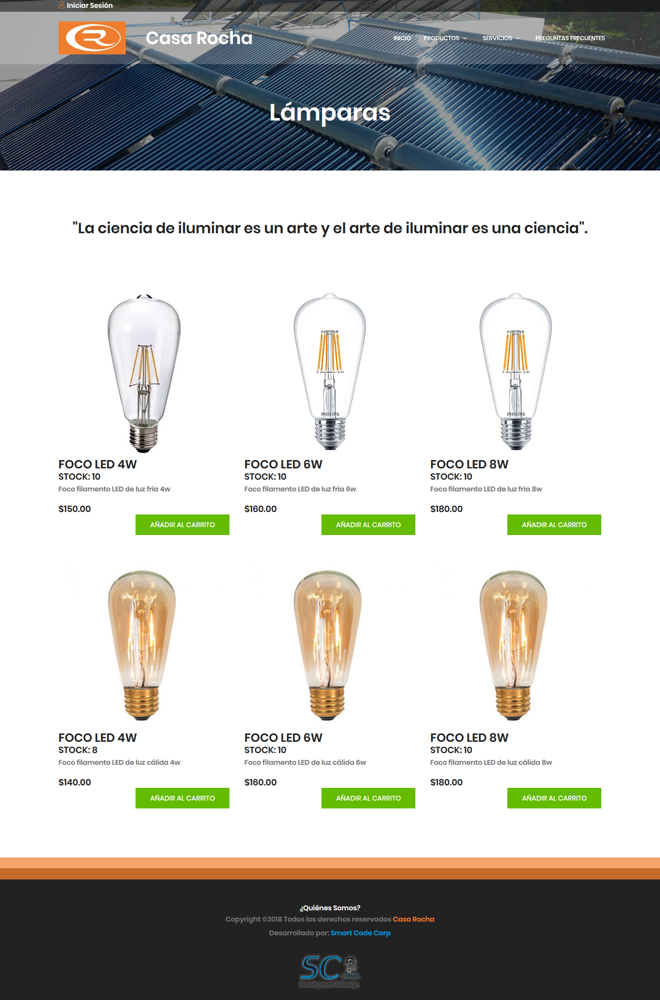 Iniciar Sesión
Casa Rocha
INICIO PRODUCTOS SERVICIOS PREGUNTAS FRECUENTES
Lámparas
"La ciencia de iluminar es un arte y el arte de iluminar es una ciencia".
PHILIPS PHILIPS
FOCO LED 4W FOCO LED 6W FOCO LED 8W
STOCK: 10 STOCK: 10 STOCK: 10
Foco filamento LED de luz fria 4w Foco filamento LED de luz fria 6w Foco filamento LED de luz fria 8w
$150.00 $160.00 $180.00
AÑADIR AL CARRITO AÑADIR AL CARRITO AÑADIR AL CARRITO
FOCO LED 4W FOCO LED 6W FOCO LED 8W
STOCK: 8 STOCK: 10 STOCK: 10
Foco filamento LED de luz cálida 4w Foco filamento LED de luz cálida 6w Foco filamento LED de luz cálida 8w
$140.00 $160.00 $180.00
AÑADIR AL CARRITO AÑADIR AL CARRITO AÑADIR AL CARRITO
¿Quiénes Somos?
Copyright ©2018 Todos los derechos reservados Casa Rocha
Desarrollado por: Smart Code Corp
SC CORP.
Development & Design